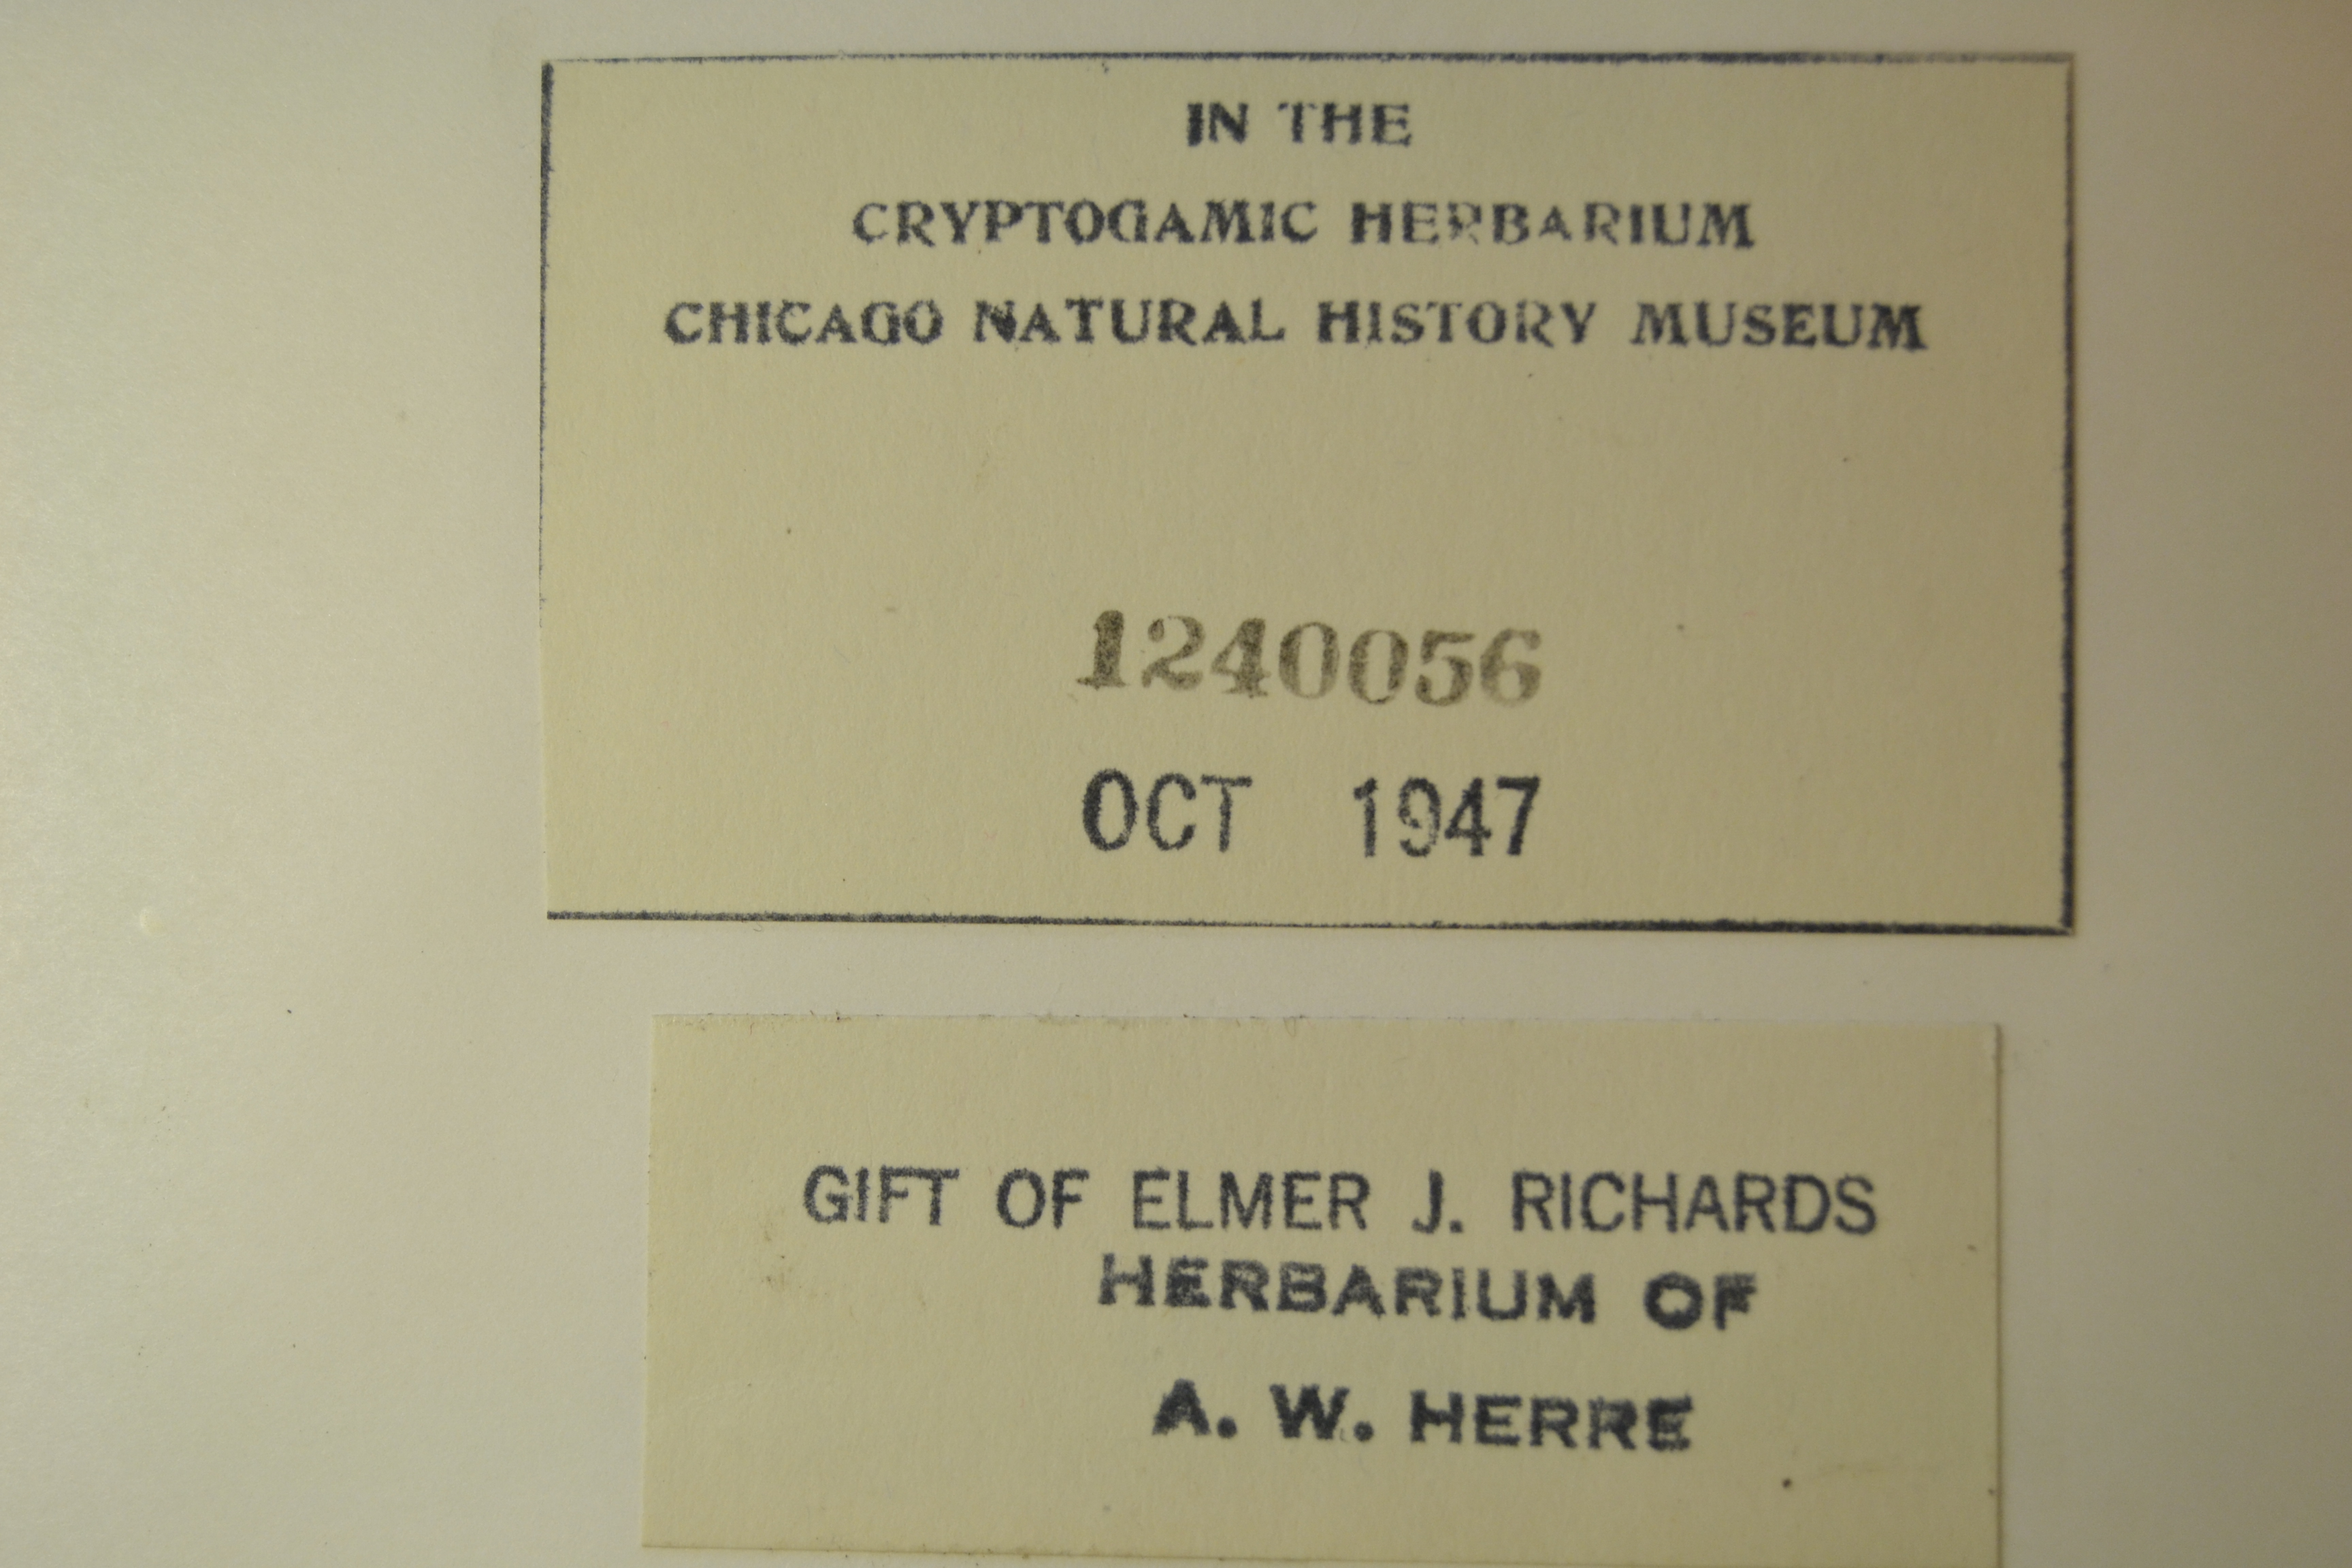 IN THE
CRYPTOGAMIC HERBARIUM
CHICAGO NATURAL HISTORY MUSEUM
1240056
OCT 1947
GIFT OF ELMER J. RICHARDS
HERBARIUM OF
A. W. HERRE